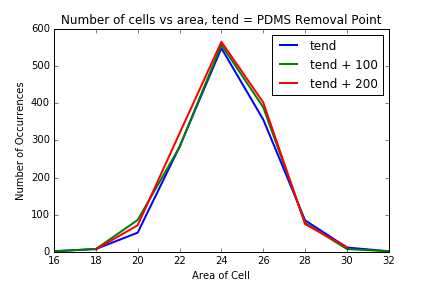 Number of cells vs area, tend = PDMS Removal Point
600
500
400
300
200
100
0
Number of Occurrences
tend
tend + 100
tend + 200
16 18 20 22 24 26 28 30 32
Area of Cell